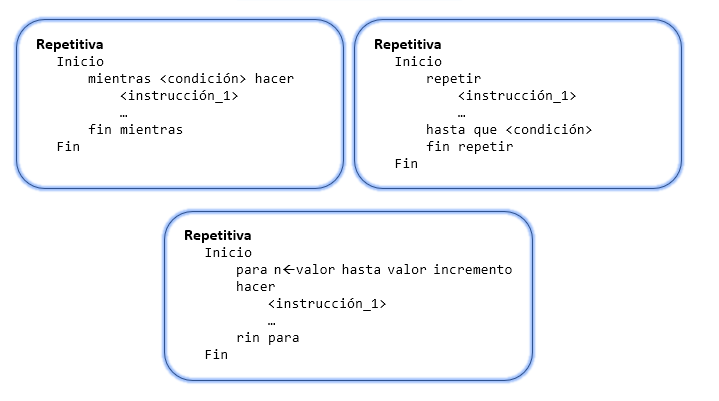 Repetitiva
Inicio
mientras <condición> hacer
<instrucción_1>
…
fin mientras
Fin
Repetitiva
Inicio
repetir
<instrucción_1>
…
hasta que <condición>
fin repetir
Fin
Repetitiva
Inicio
para n←valor hasta valor incremento
hacer
<instrucción_1>
…
rin para
Fin